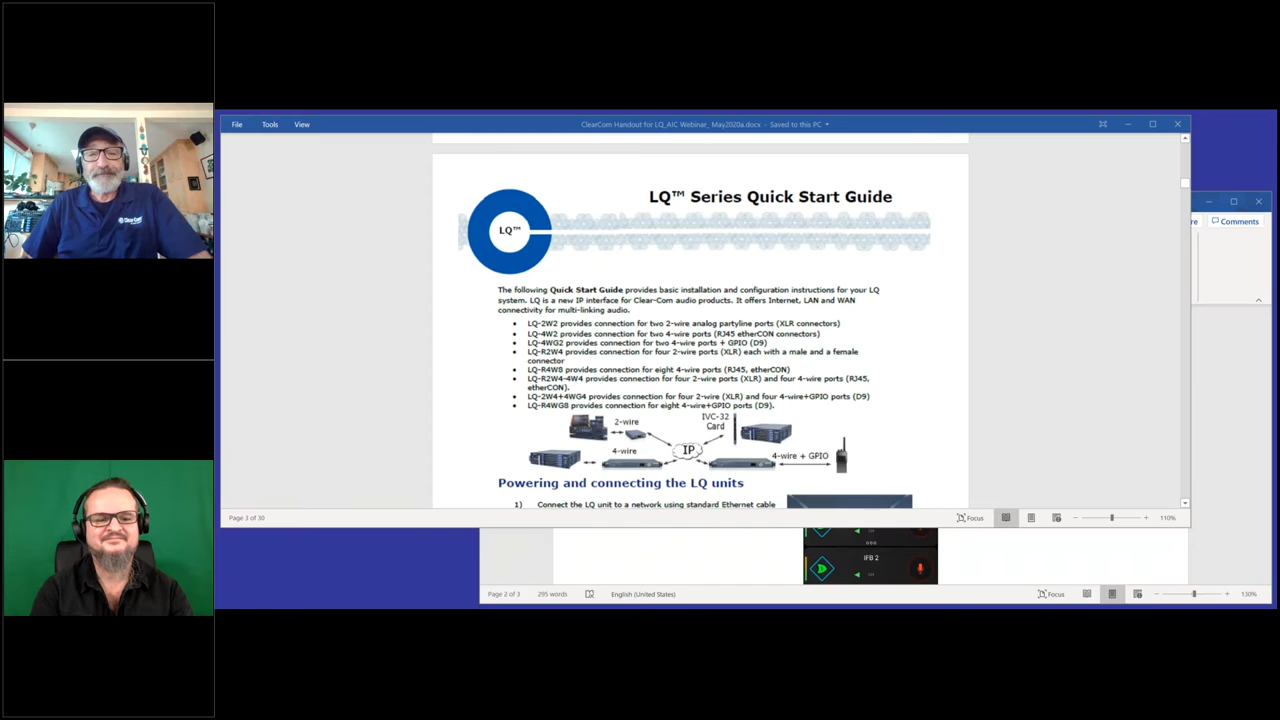 Clear-Com
File Tools View
ClearCom Handout for LQ_AIC Webinar_ May2020a.docx - Saved to this PC
LQ™ Series Quick Start Guide
LQ™
The following Quick Start Guide provides basic installation and configuration instructions for your LQ
system. LQ is a new IP interface for Clear-Com audio products. It offers Internet, LAN and WAN
connectivity for multi-linking audio.
• LQ-2W2 provides connection for two 2-wire analog partyline ports (XLR connectors)
• LQ-4W2 provides connection for two 4-wire ports (RJ45 etherCON connectors)
• LQ-4WG2 provides connection for two 4-wire ports + GPIO (D9)
• LQ-R2W4 provides connection for four 2-wire ports (XLR) each with a male and a female
connector
• LQ-R4W8 provides connection for eight 4-wire ports (RJ45, etherCON)
• LQ-R2W4-4W4 provides connection for four 2-wire ports (XLR) and four 4-wire ports (RJ45,
etherCON).
• LQ-2W4+4WG4 provides connection for four 2-wire (XLR) and four 4-wire+GPIO ports (D9)
• LQ-R4WG8 provides connection for eight 4-wire+GPIO ports (D9).
2-wire
IVC-32
Card
IP
4-wire
4-wire + GPIO
Powering and connecting the LQ units
1) Connect the LQ unit to a network using standard Ethernet cable
Page 3 of 30
Focus
110%
re
Comments
IFB 2
Page 2 of 3
295 words
English (United States)
Focus
130%